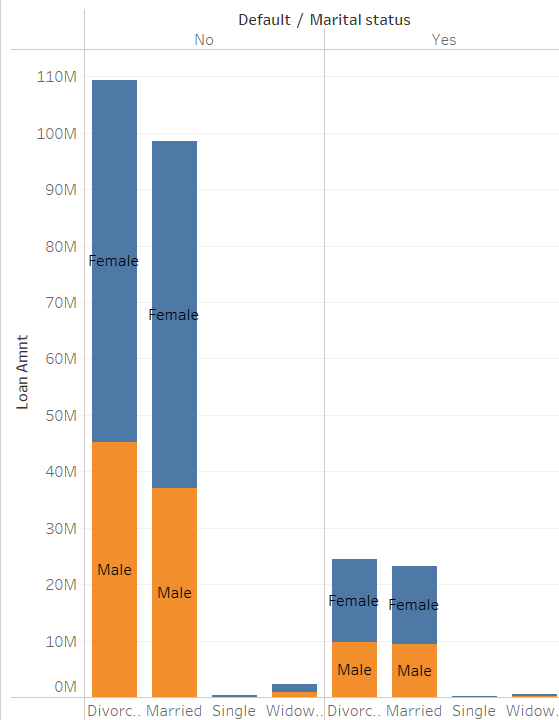 Default / Marital status
No
Yes
110M
100M
90M
80M
70M
60M
50M
40M
30M
20M
10M
0M
Loan Amnt
Female
Female
Male
Male
Female
Female
Male
Male
Divorc..
Married
Single
Widow..
Divorc..
Married
Single
Widow..